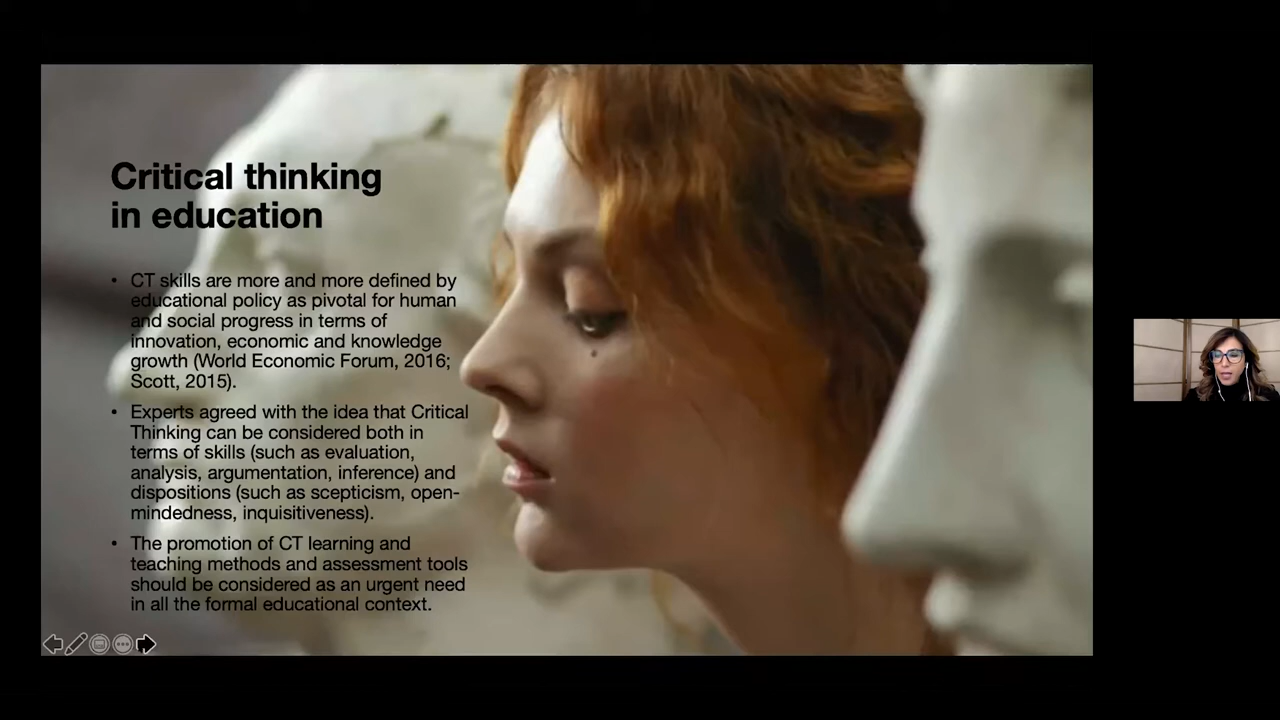 Critical thinking
in education
• CT skills are more and more defined by
educational policy as pivotal for human
and social progress in terms of
innovation, economic and knowledge
growth (World Economic Forum, 2016;
Scott, 2015).
• Experts agreed with the idea that Critical
Thinking can be considered both in
terms of skills (such as evaluation,
analysis, argumentation, inference) and
dispositions (such as scepticism, open-
mindedness, inquisitiveness).
• The promotion of CT learning and
teaching methods and assessment tools
should be considered as an urgent need
in all the formal educational context.